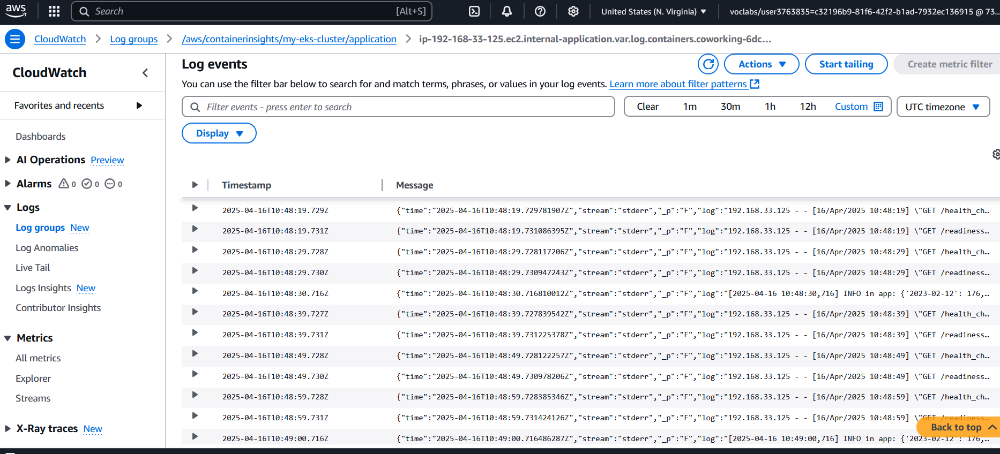 aws
Search [Alt+S]
United States (N. Virginia)
voclabs/user3763835=c32196b9-81f6-42f2-b1ad-7932ec136915 @ 73...
CloudWatch
Log groups
/aws/containerinsights/my-eks-cluster/application
ip-192-168-33-125.ec2.internal-application.var.log.containers.coworking-6dc...
CloudWatch
Favorites and recents
Dashboards
AI Operations Preview
Alarms 0 0 0
Logs
Log groups New
Log Anomalies
Live Tail
Logs Insights New
Contributor Insights
Metrics
All metrics
Explorer
Streams
X-Ray traces New
Log events
Actions
Start tailing
Create metric filter
You can use the filter bar below to search for and match terms, phrases, or values in your log events. Learn more about filter patterns
Filter events - press enter to search
Clear 1m 30m 1h 12h Custom
UTC timezone
Display
Timestamp Message
2025-04-16T10:48:19.729Z {"time":"2025-04-16T10:48:19.729781907Z","stream":"stderr","_p":"F","log":"192.168.33.125 - - [16/Apr/2025 10:48:19] \"GET /health_ch...
2025-04-16T10:48:19.731Z {"time":"2025-04-16T10:48:19.731086395Z","stream":"stderr","_p":"F","log":"192.168.33.125 - - [16/Apr/2025 10:48:19] \"GET /readiness...
2025-04-16T10:48:29.728Z {"time":"2025-04-16T10:48:29.728117206Z","stream":"stderr","_p":"F","log":"192.168.33.125 - - [16/Apr/2025 10:48:29] \"GET /health_ch...
2025-04-16T10:48:29.730Z {"time":"2025-04-16T10:48:29.730947243Z","stream":"stderr","_p":"F","log":"192.168.33.125 - - [16/Apr/2025 10:48:29] \"GET /readiness...
2025-04-16T10:48:30.716Z {"time":"2025-04-16T10:48:30.716810012Z","stream":"stderr","_p":"F","log":"[2025-04-16 10:48:30,716] INFO in app: {'2023-02-12': 176,...
2025-04-16T10:48:39.727Z {"time":"2025-04-16T10:48:39.727839542Z","stream":"stderr","_p":"F","log":"192.168.33.125 - - [16/Apr/2025 10:48:39] \"GET /health_ch...
2025-04-16T10:48:39.731Z {"time":"2025-04-16T10:48:39.731225378Z","stream":"stderr","_p":"F","log":"192.168.33.125 - - [16/Apr/2025 10:48:39] \"GET /readiness...
2025-04-16T10:48:49.728Z {"time":"2025-04-16T10:48:49.728122257Z","stream":"stderr","_p":"F","log":"192.168.33.125 - - [16/Apr/2025 10:48:49] \"GET /health_ch...
2025-04-16T10:48:49.730Z {"time":"2025-04-16T10:48:49.730978206Z","stream":"stderr","_p":"F","log":"192.168.33.125 - - [16/Apr/2025 10:48:49] \"GET /readiness...
2025-04-16T10:48:59.728Z {"time":"2025-04-16T10:48:59.728385346Z","stream":"stderr","_p":"F","log":"192.168.33.125 - - [16/Apr/2025 10:48:59] \"GET /health_ch...
2025-04-16T10:48:59.731Z {"time":"2025-04-16T10:48:59.731424126Z","stream":"stderr","_p":"F","log":"192.168.33.125 - - [16/Apr/2025 10:48:59] \"GET /readiness...
Back to top
2025-04-16T10:49:00.716Z {"time":"2025-04-16T10:49:00.716486287Z","stream":"stderr","_p":"F","log":"[2025-04-16 10:49:00,716] INFO in app: {'2023-02-12': 176,...